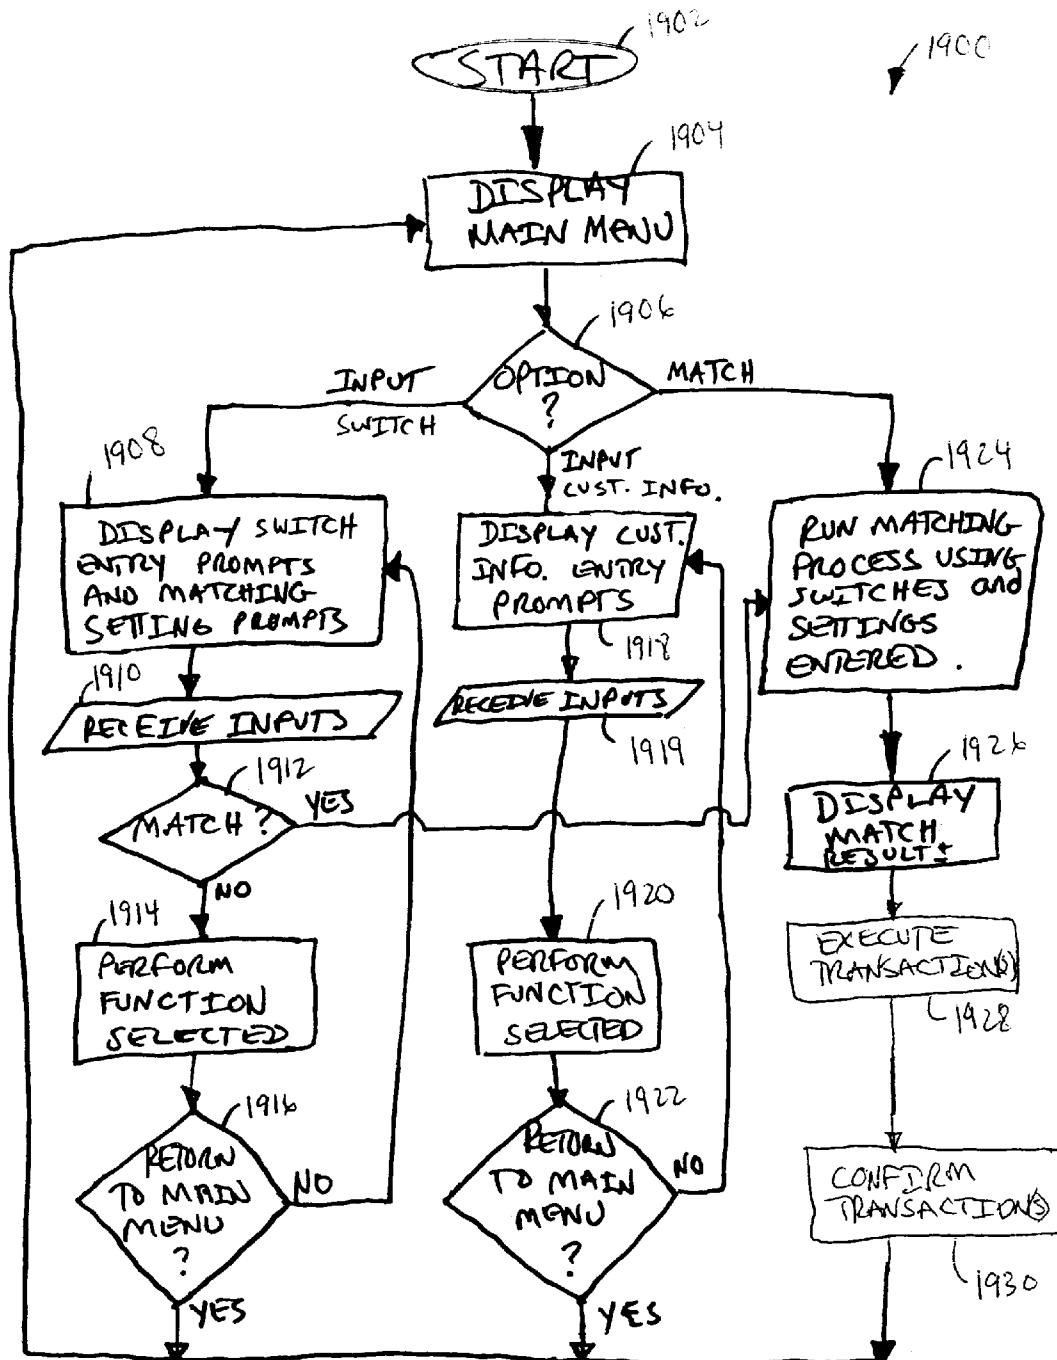 1902
START
1900
1904
DISPLAY
MAIN MENU
1906
OPTION
?
INPUT
SWITCH
MATCH
INPUT
CUST. INFO.
1908
DISPLAY SWITCH
ENTRY PROMPTS
AND MATCHING
SETTING PROMPTS
DISPLAY CUST.
INFO. ENTRY
PROMPTS
1918
1924
RUN MATCHING
PROCESS USING
SWITCHES and
SETTINGS
ENTERED.
1910
RECEIVE INPUTS
RECEIVE INPUTS
1919
1912
MATCH?
YES
NO
1926
DISPLAY
MATCH
RESULTS
1914
PERFORM
FUNCTION
SELECTED
1920
PERFORM
FUNCTION
SELECTED
EXECUTE
TRANSACTION(S)
1928
1916
RETURN
TO MAIN
MENU
?
NO
YES
1922
RETURN
TO MAIN
MENU
?
NO
YES
CONFIRM
TRANSACTION(S)
1930